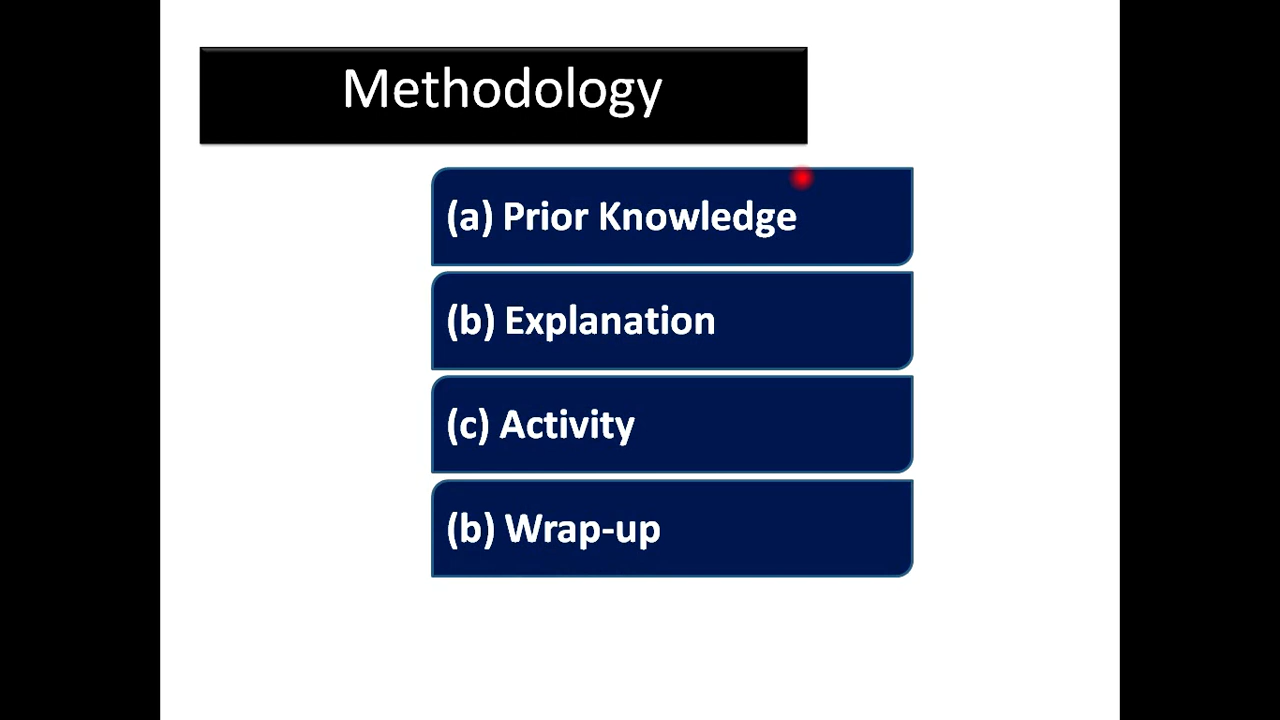 Methodology
(a) Prior Knowledge
(b) Explanation
(c) Activity
(b) Wrap-up